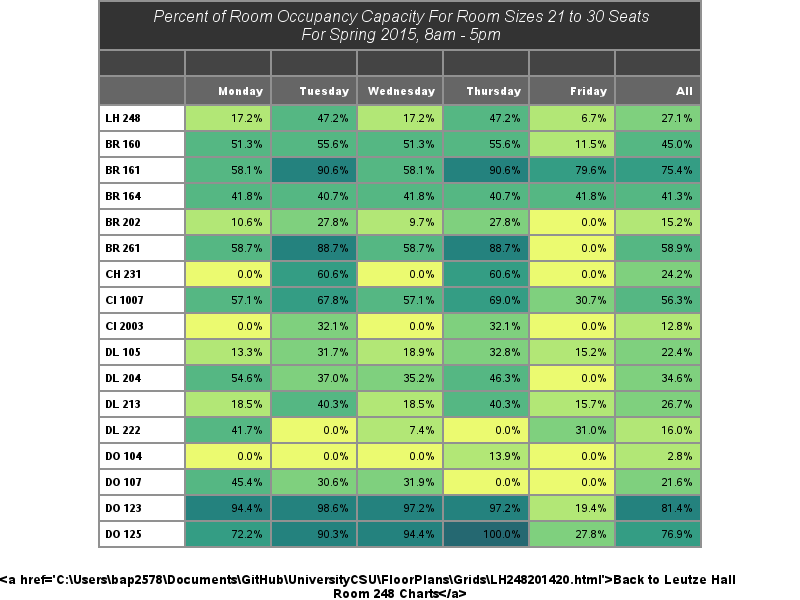 Percent of Room Occupancy Capacity For Room Sizes 21 to 30 Seats
For Spring 2015, 8am - 5pm
Monday Tuesday Wednesday Thursday Friday All
LH 248 17.2% 47.2% 17.2% 47.2% 6.7% 27.1%
BR 160 51.3% 55.6% 51.3% 55.6% 11.5% 45.0%
BR 161 58.1% 90.6% 58.1% 90.6% 79.6% 75.4%
BR 164 41.8% 40.7% 41.8% 40.7% 41.8% 41.3%
BR 202 10.6% 27.8% 9.7% 27.8% 0.0% 15.2%
BR 261 58.7% 88.7% 58.7% 88.7% 0.0% 58.9%
CH 231 0.0% 60.6% 0.0% 60.6% 0.0% 24.2%
CI 1007 57.1% 67.8% 57.1% 69.0% 30.7% 56.3%
CI 2003 0.0% 32.1% 0.0% 32.1% 0.0% 12.8%
DL 105 13.3% 31.7% 18.9% 32.8% 15.2% 22.4%
DL 204 54.6% 37.0% 35.2% 46.3% 0.0% 34.6%
DL 213 18.5% 40.3% 18.5% 40.3% 15.7% 26.7%
DL 222 41.7% 0.0% 7.4% 0.0% 31.0% 16.0%
DO 104 0.0% 0.0% 0.0% 13.9% 0.0% 2.8%
DO 107 45.4% 30.6% 31.9% 0.0% 0.0% 21.6%
DO 123 94.4% 98.6% 97.2% 97.2% 19.4% 81.4%
DO 125 72.2% 90.3% 94.4% 100.0% 27.8% 76.9%
<a href='C:\Users\bap2578\Documents\GitHub\UniversityCSU\FloorPlans\Grids\LH248201420.html'>Back to Leutze Hall
Room 248 Charts</a>